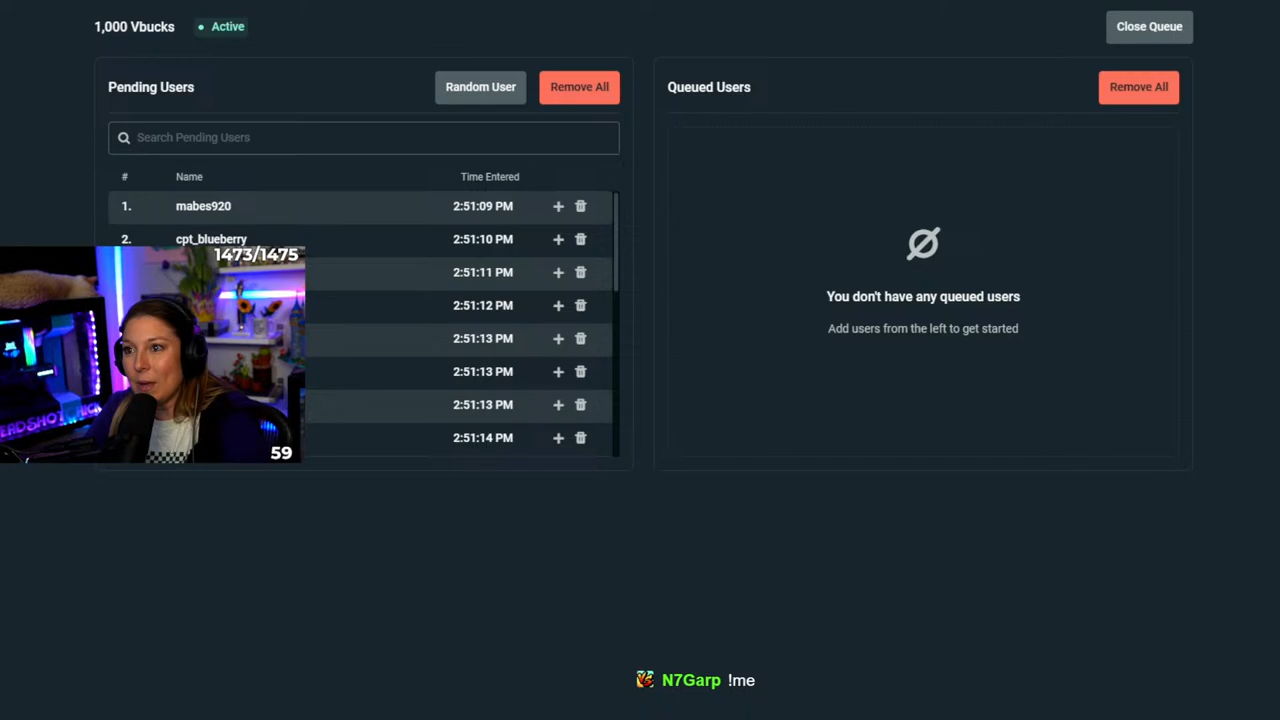 1,000 Vbucks
Active
Close Queue
Pending Users
Random User
Remove All
Search Pending Users
# Name Time Entered
1. mabes920 2:51:09 PM
2. cpt_blueberry 2:51:10 PM
2:51:11 PM
2:51:12 PM
2:51:13 PM
2:51:13 PM
2:51:13 PM
2:51:14 PM
1473/1475
EADSHOT
59
Queued Users
Remove All
You don't have any queued users
Add users from the left to get started
N7Garp !me